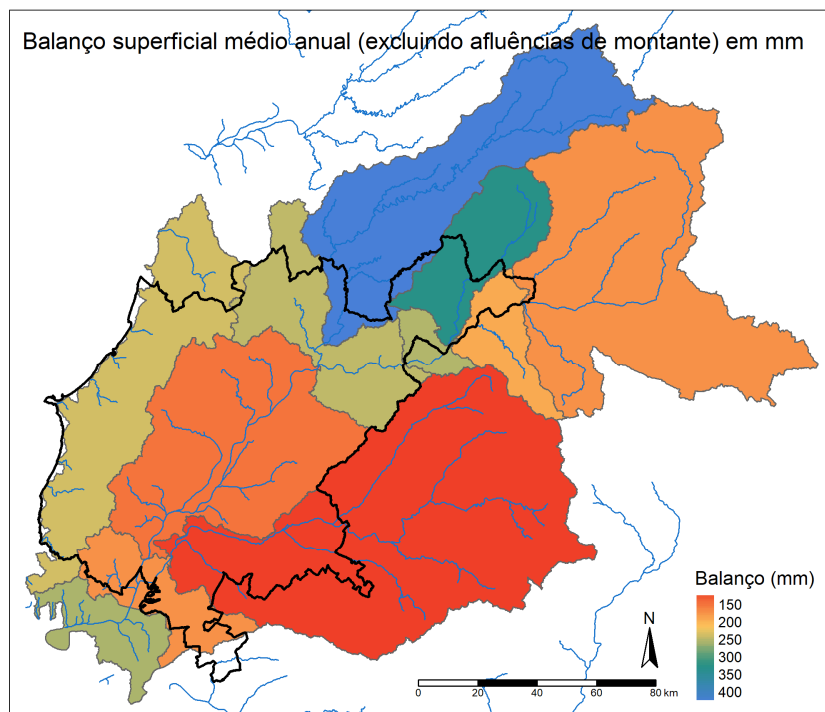 Balanço superficial médio anual (excluindo afluências de montante) em mm
Balanço (mm)
150
200
250
300
350
400
N
0 20 40 60 80 km